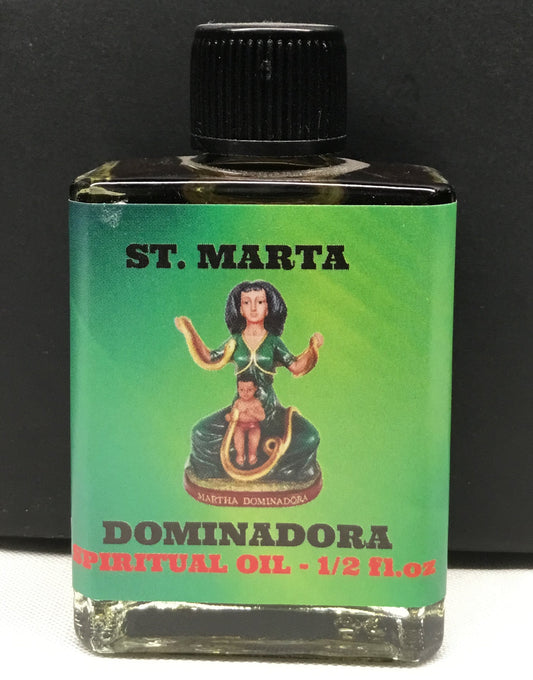 ST. MARTA
MARTHA DOMINADORA
DOMINADORA
SPIRITUAL OIL - 1/2 fl.oz